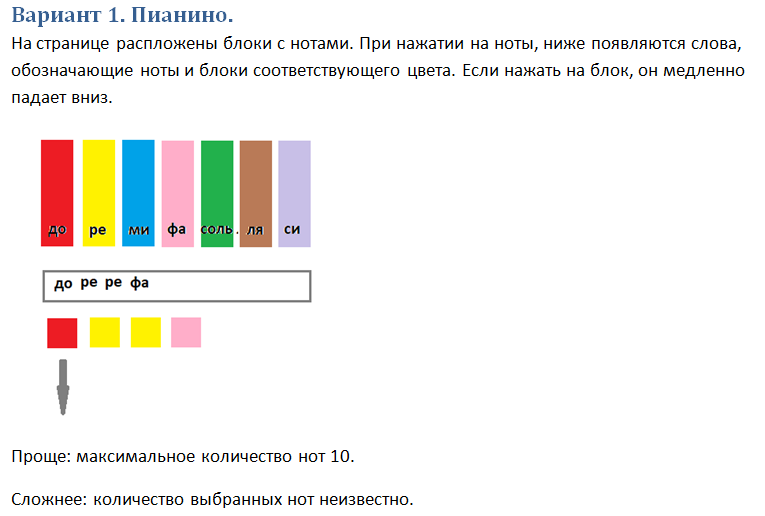 Вариант 1. Пианино.
На странице распложены блоки с нотами. При нажатии на ноты, ниже появляются слова,
обозначающие ноты и блоки соответствующего цвета. Если нажать на блок, он медленно
падает вниз.
до ре ми фа соль. ля си
до ре ре фа
Проще: максимальное количество нот 10.
Сложнее: количество выбранных нот неизвестно.